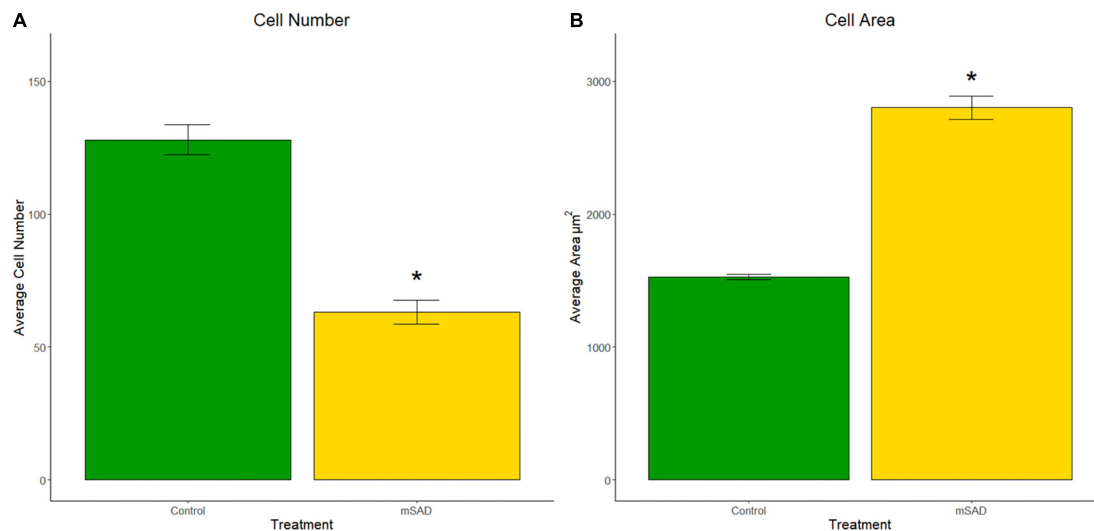 A
Cell Number
Average Cell Number
150
100
50
0
*
Control
mSAD
Treatment
B
Cell Area
Average Area µm²
3000
2000
1000
0
*
Control
mSAD
Treatment